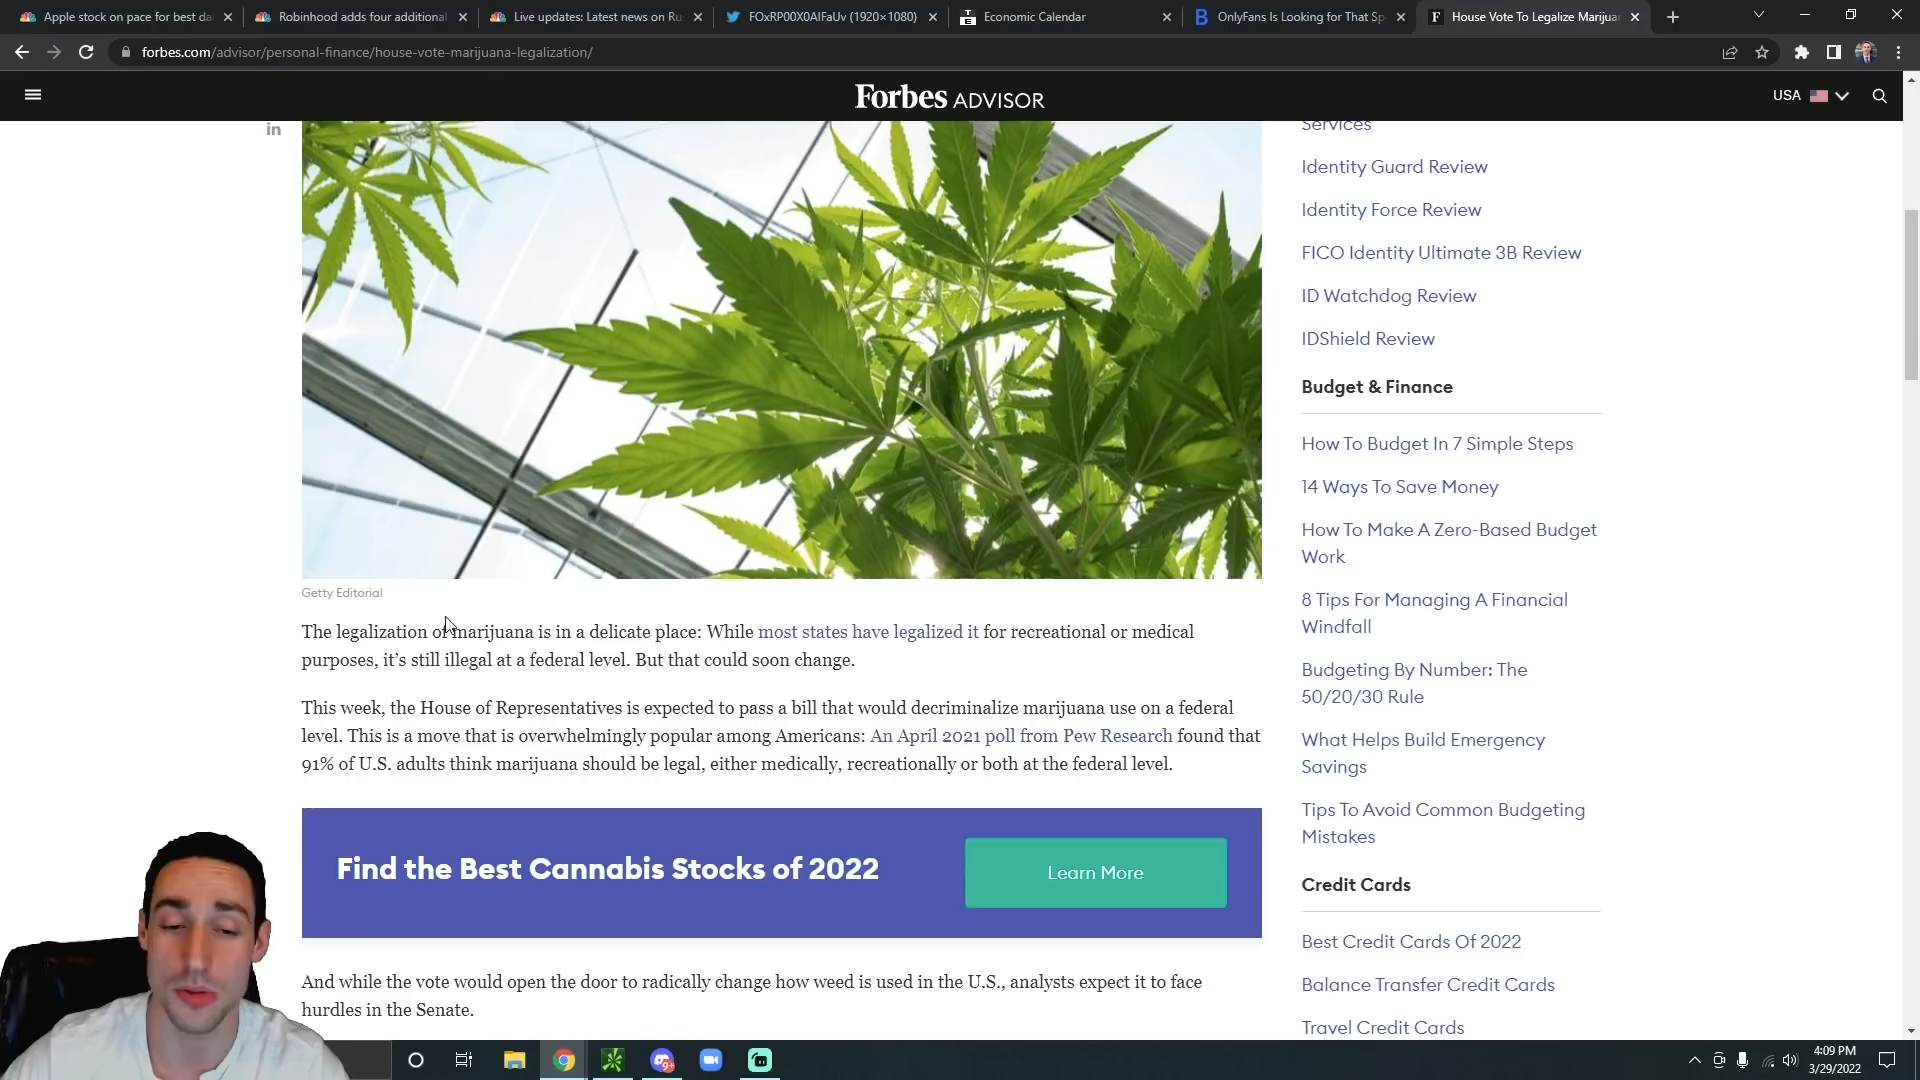 Apple stock on pace for best da
Robinhood adds four additional
Live updates: Latest news on Ru
FOxRP00X0AIFaUv (1920×1080)
Economic Calendar
OnlyFans Is Looking for That Sp
House Vote To Legalize Marijuan
forbes.com/advisor/personal-finance/house-vote-marijuana-legalization/
Forbes ADVISOR
USA
in
Services
Identity Guard Review
Identity Force Review
FICO Identity Ultimate 3B Review
ID Watchdog Review
IDShield Review
Budget & Finance
How To Budget In 7 Simple Steps
14 Ways To Save Money
How To Make A Zero-Based Budget
Work
8 Tips For Managing A Financial
Windfall
Budgeting By Number: The
50/20/30 Rule
What Helps Build Emergency
Savings
Tips To Avoid Common Budgeting
Mistakes
Credit Cards
Best Credit Cards Of 2022
Balance Transfer Credit Cards
Travel Credit Cards
Getty Editorial
The legalization of marijuana is in a delicate place: While most states have legalized it for recreational or medical
purposes, it's still illegal at a federal level. But that could soon change.
This week, the House of Representatives is expected to pass a bill that would decriminalize marijuana use on a federal
level. This is a move that is overwhelmingly popular among Americans: An April 2021 poll from Pew Research found that
91% of U.S. adults think marijuana should be legal, either medically, recreationally or both at the federal level.
Find the Best Cannabis Stocks of 2022
Learn More
And while the vote would open the door to radically change how weed is used in the U.S., analysts expect it to face
hurdles in the Senate.
9+
4:09 PM
3/29/2022